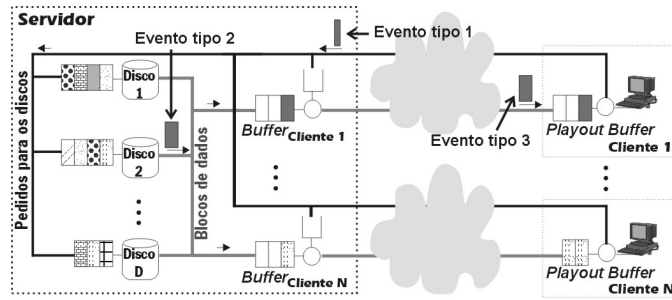 Servidor
Evento tipo 2
Evento tipo 1
Pedidos para os discos
Disco
1
Disco
2
Disco
D
Blocos de dados
Buffer Cliente 1
Buffer Cliente N
Evento tipo 3
Playout Buffer
Cliente 1
Playout Buffer
Cliente N